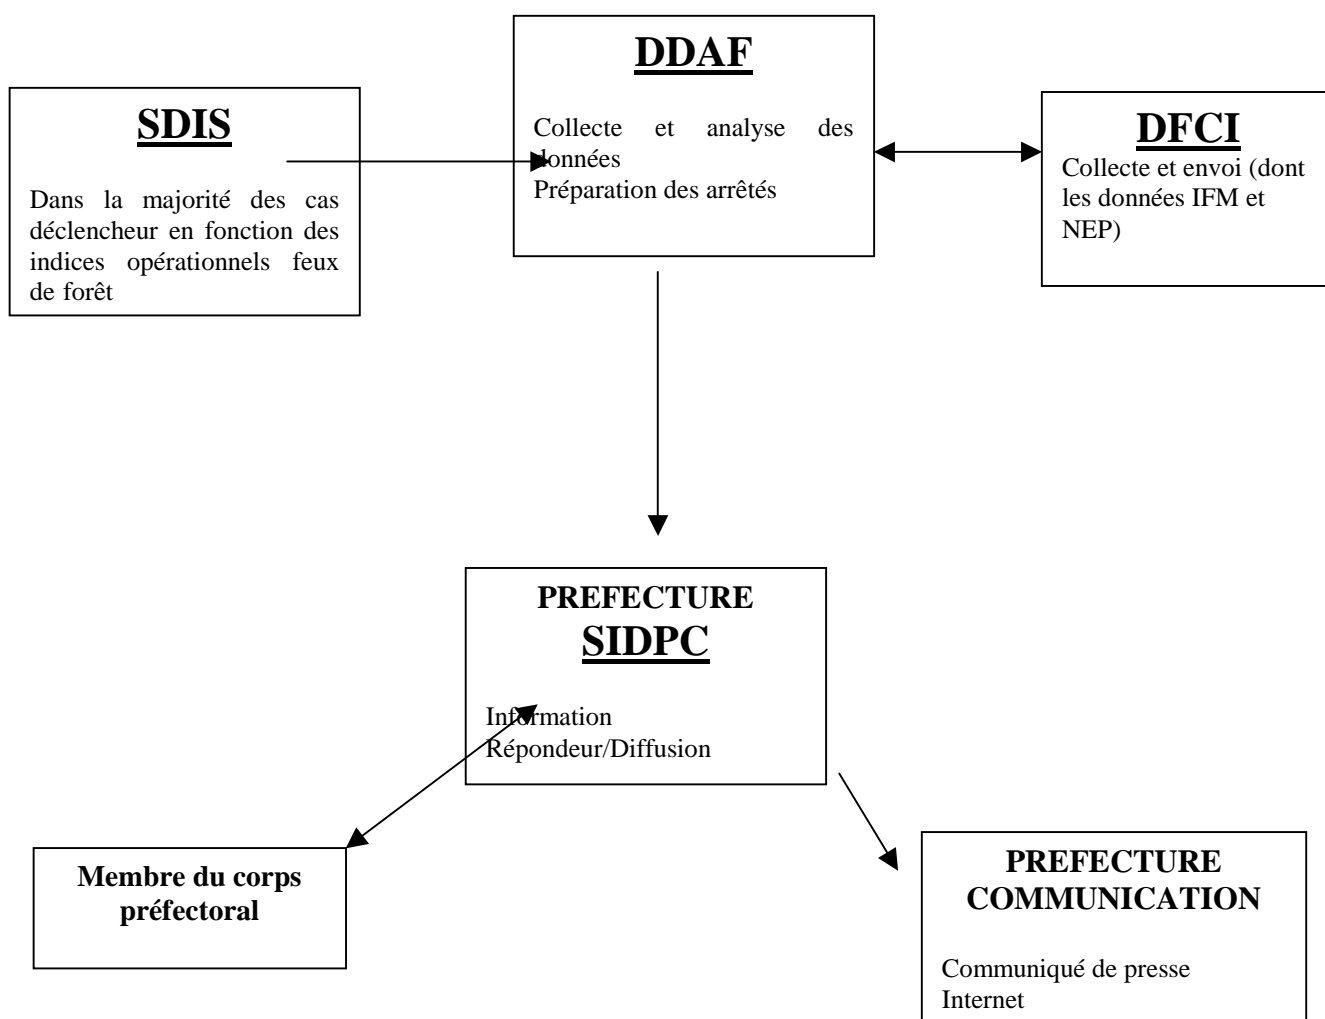 SDIS
Dans la majorité des cas
déclencheur en fonction des
indices opérationnels feux
de forêt
DDAF
Collecte et analyse des
données
Préparation des arrêtés
DFCI
Collecte et envoi (dont
les données IFM et
NEP)
PREFECTURE
SIDPC
Information
Répondeur/Diffusion
Membre du corps
préfectoral
PREFECTURE
COMMUNICATION
Communiqué de presse
Internet